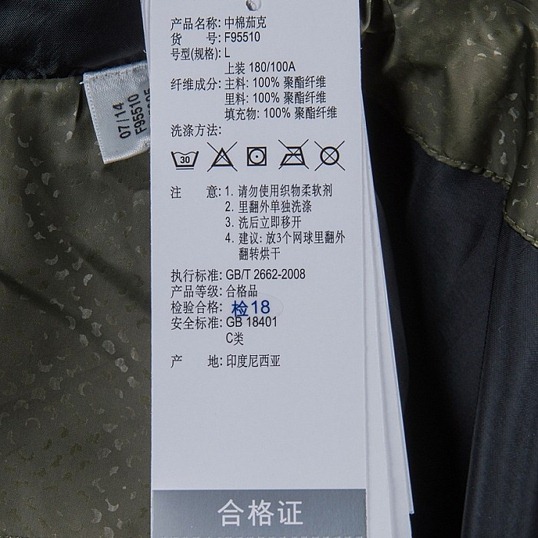 产品名称: 中棉茄克
货 号: F95510
号型(规格): L
上装 180/100A
纤维成分: 主料: 100% 聚酯纤维
里料: 100% 聚酯纤维
填充物: 100% 聚酯纤维
洗涤方法:
30
注 意: 1. 请勿使用织物柔软剂
2. 里翻外单独洗涤
3. 洗后立即移开
4. 建议: 放3个网球里翻外
翻转烘干
执行标准: GB/T 2662-2008
产品等级: 合格品
检验合格: 检18
安全标准: GB 18401
C类
产 地: 印度尼西亚
合格证
07/14
F95510